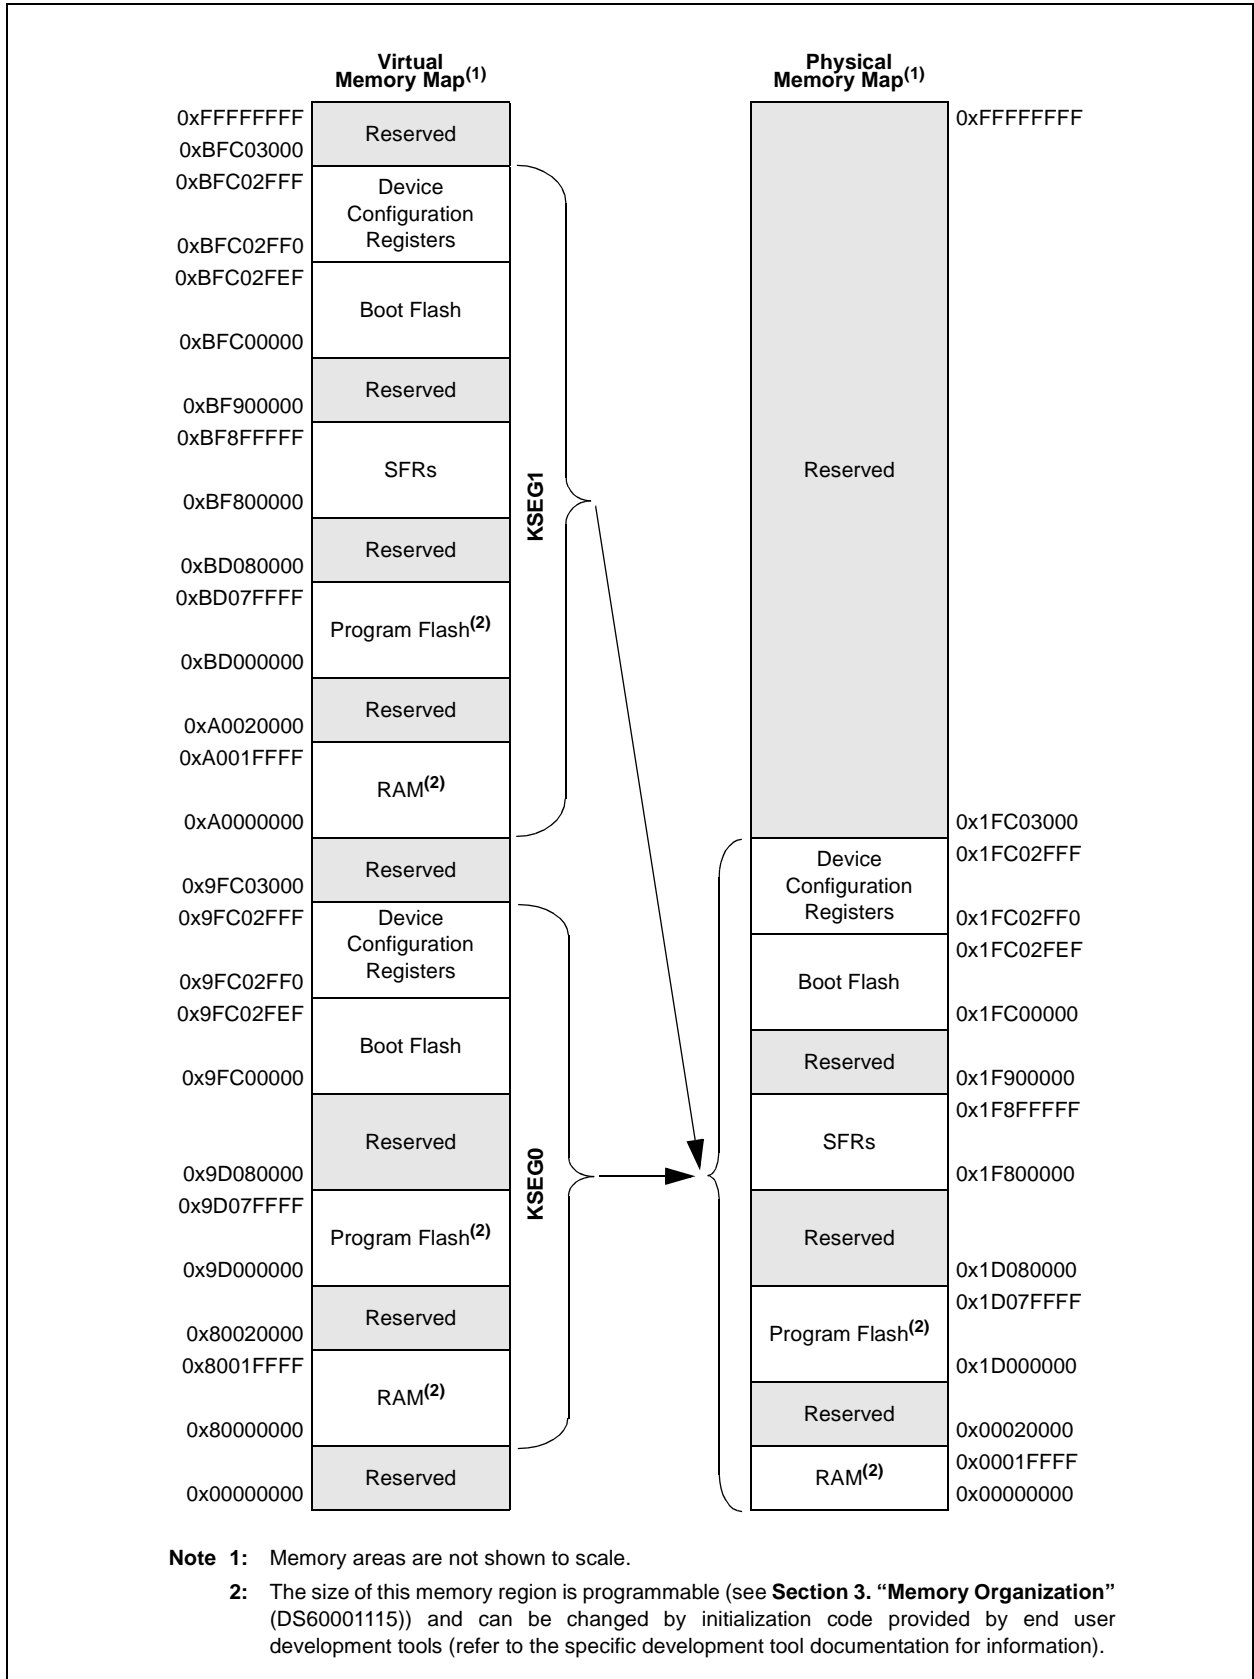 Virtual
Memory Map(1)
0xFFFFFFFF
Reserved
0xBFC03000
0xBFC02FFF
Device
Configuration
Registers
0xBFC02FF0
0xBFC02FEF
Boot Flash
0xBFC00000
Reserved
0xBF900000
0xBF8FFFFF
SFRs
0xBF800000
Reserved
0xBD080000
0xBD07FFFF
Program Flash(2)
0xBD000000
Reserved
0xA0020000
0xA001FFFF
RAM(2)
0xA0000000
KSEG1
Reserved
0x9FC03000
0x9FC02FFF
Device
Configuration
Registers
0x9FC02FF0
0x9FC02FEF
Boot Flash
0x9FC00000
Reserved
0x9D080000
0x9D07FFFF
Program Flash(2)
0x9D000000
Reserved
0x80020000
0x8001FFFF
RAM(2)
0x80000000
KSEG0
Reserved
0x00000000
Physical
Memory Map(1)
0xFFFFFFFF
Reserved
0x1FC03000
0x1FC02FFF
Device
Configuration
Registers
0x1FC02FF0
0x1FC02FEF
Boot Flash
0x1FC00000
Reserved
0x1F900000
0x1F8FFFFF
SFRs
0x1F800000
Reserved
0x1D080000
0x1D07FFFF
Program Flash(2)
0x1D000000
Reserved
0x00020000
0x0001FFFF
RAM(2)
0x00000000
Note 1: Memory areas are not shown to scale.
2: The size of this memory region is programmable (see Section 3. “Memory Organization”
(DS60001115)) and can be changed by initialization code provided by end user
development tools (refer to the specific development tool documentation for information).